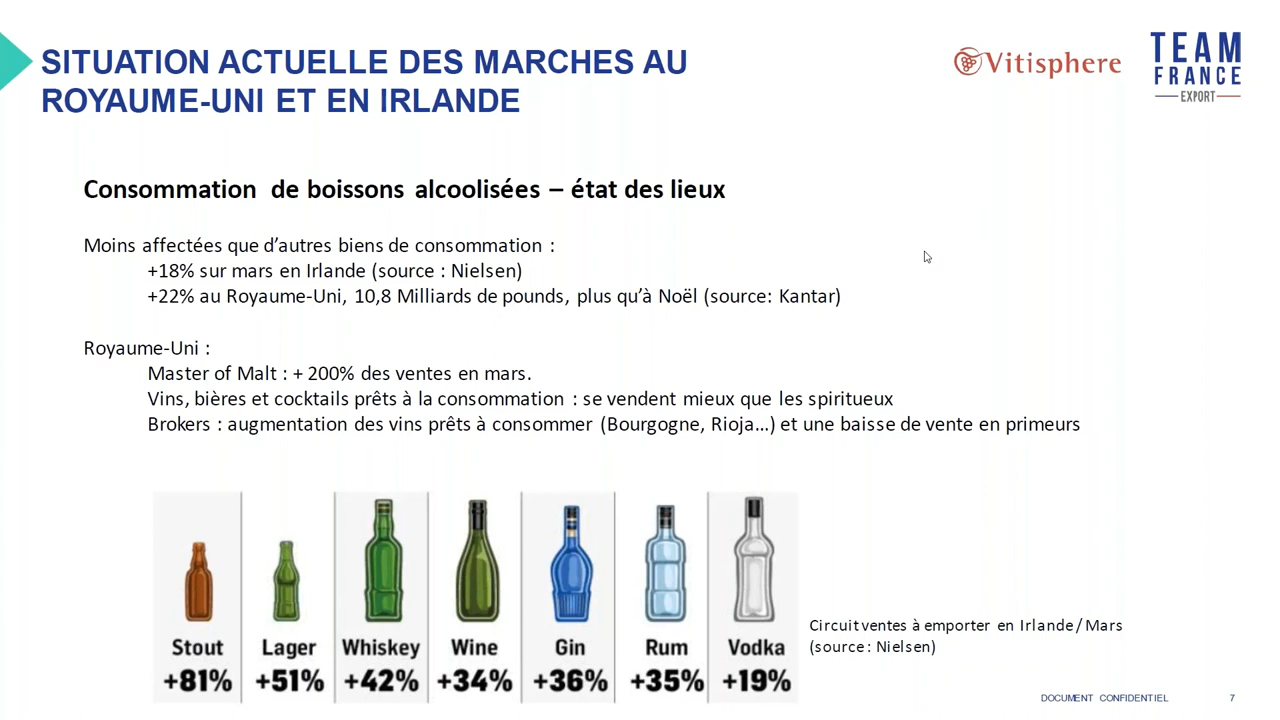 SITUATION ACTUELLE DES MARCHES AU
ROYAUME-UNI ET EN IRLANDE
Vitisphere
TEAM
FRANCE
EXPORT
Consommation de boissons alcoolisées – état des lieux
Moins affectées que d'autres biens de consommation :
+18% sur mars en Irlande (source : Nielsen)
+22% au Royaume-Uni, 10,8 Milliards de pounds, plus qu'à Noël (source: Kantar)
Royaume-Uni :
Master of Malt : + 200% des ventes en mars.
Vins, bières et cocktails prêts à la consommation : se vendent mieux que les spiritueux
Brokers : augmentation des vins prêts à consommer (Bourgogne, Rioja...) et une baisse de vente en primeurs
Stout Lager Whiskey Wine Gin Rum Vodka
+81% +51% +42% +34% +36% +35% +19%
Circuit ventes à emporter en Irlande / Mars
(source : Nielsen)
DOCUMENT CONFIDENTIEL 7